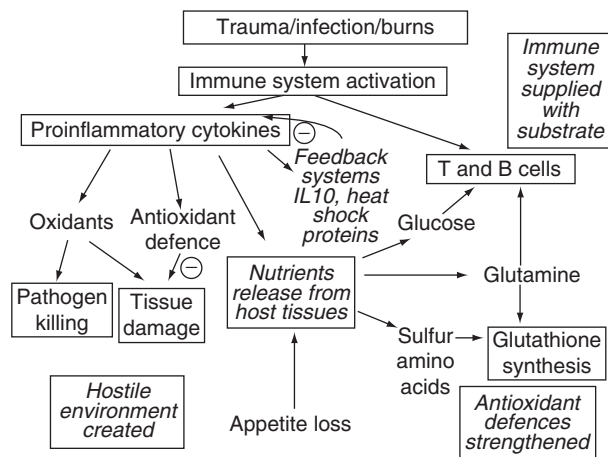 Trauma/infection/burns
Immune system activation
Immune
system
supplied
with
substrate
Proinflammatory cytokines
−
Feedback
systems
IL10, heat
shock
proteins
T and B cells
Oxidants
Antioxidant
defence
−
Glucose
Pathogen
killing
Tissue
damage
Nutrients
release from
host tissues
Glutamine
Sulfur
amino
acids
Glutathione
synthesis
Hostile
environment
created
Appetite loss
Antioxidant
defences
strengthened